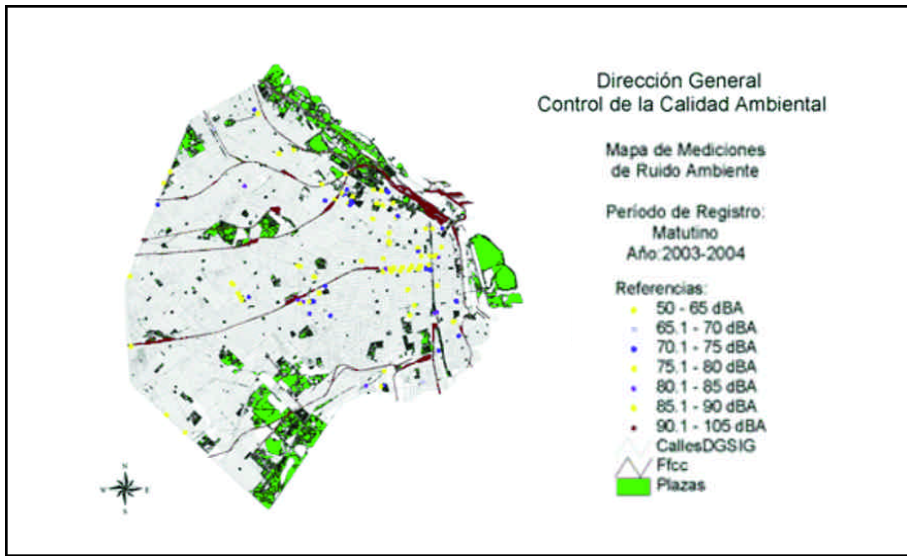 Dirección General
Control de la Calidad Ambiental
Mapa de Mediciones
de Ruido Ambiente
Período de Registro:
Matutino
Año:2003-2004
Referencias:
50 - 65 dBA
65.1 - 70 dBA
70.1 - 75 dBA
75.1 - 80 dBA
80.1 - 85 dBA
85.1 - 90 dBA
90.1 - 105 dBA
CallesDGSIG
Ffcc
Plazas
N
W E
S